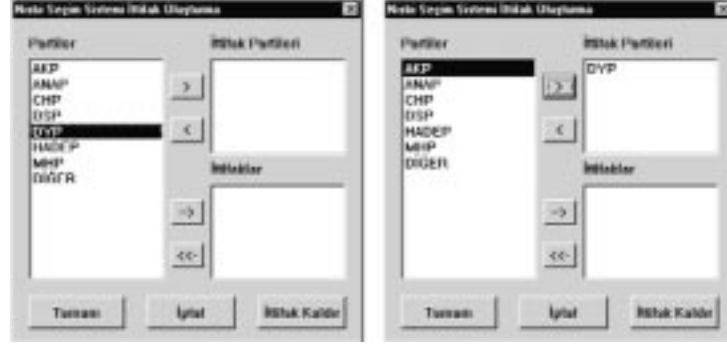 Nisbi Seçim Sistemi İttifak Oluşturma
Partiler
İttifak Partileri
AKP
ANAP
CHP
DSP
DYP
HADEP
MHP
DİĞER
>
<
İttifaklar
->
<<-
Tamam
İptal
İttifak Kaldır
Nisbi Seçim Sistemi İttifak Oluşturma
Partiler
İttifak Partileri
AKP
ANAP
CHP
DSP
HADEP
MHP
DİĞER
>
<
DYP
İttifaklar
->
<<-
Tamam
İptal
İttifak Kaldır